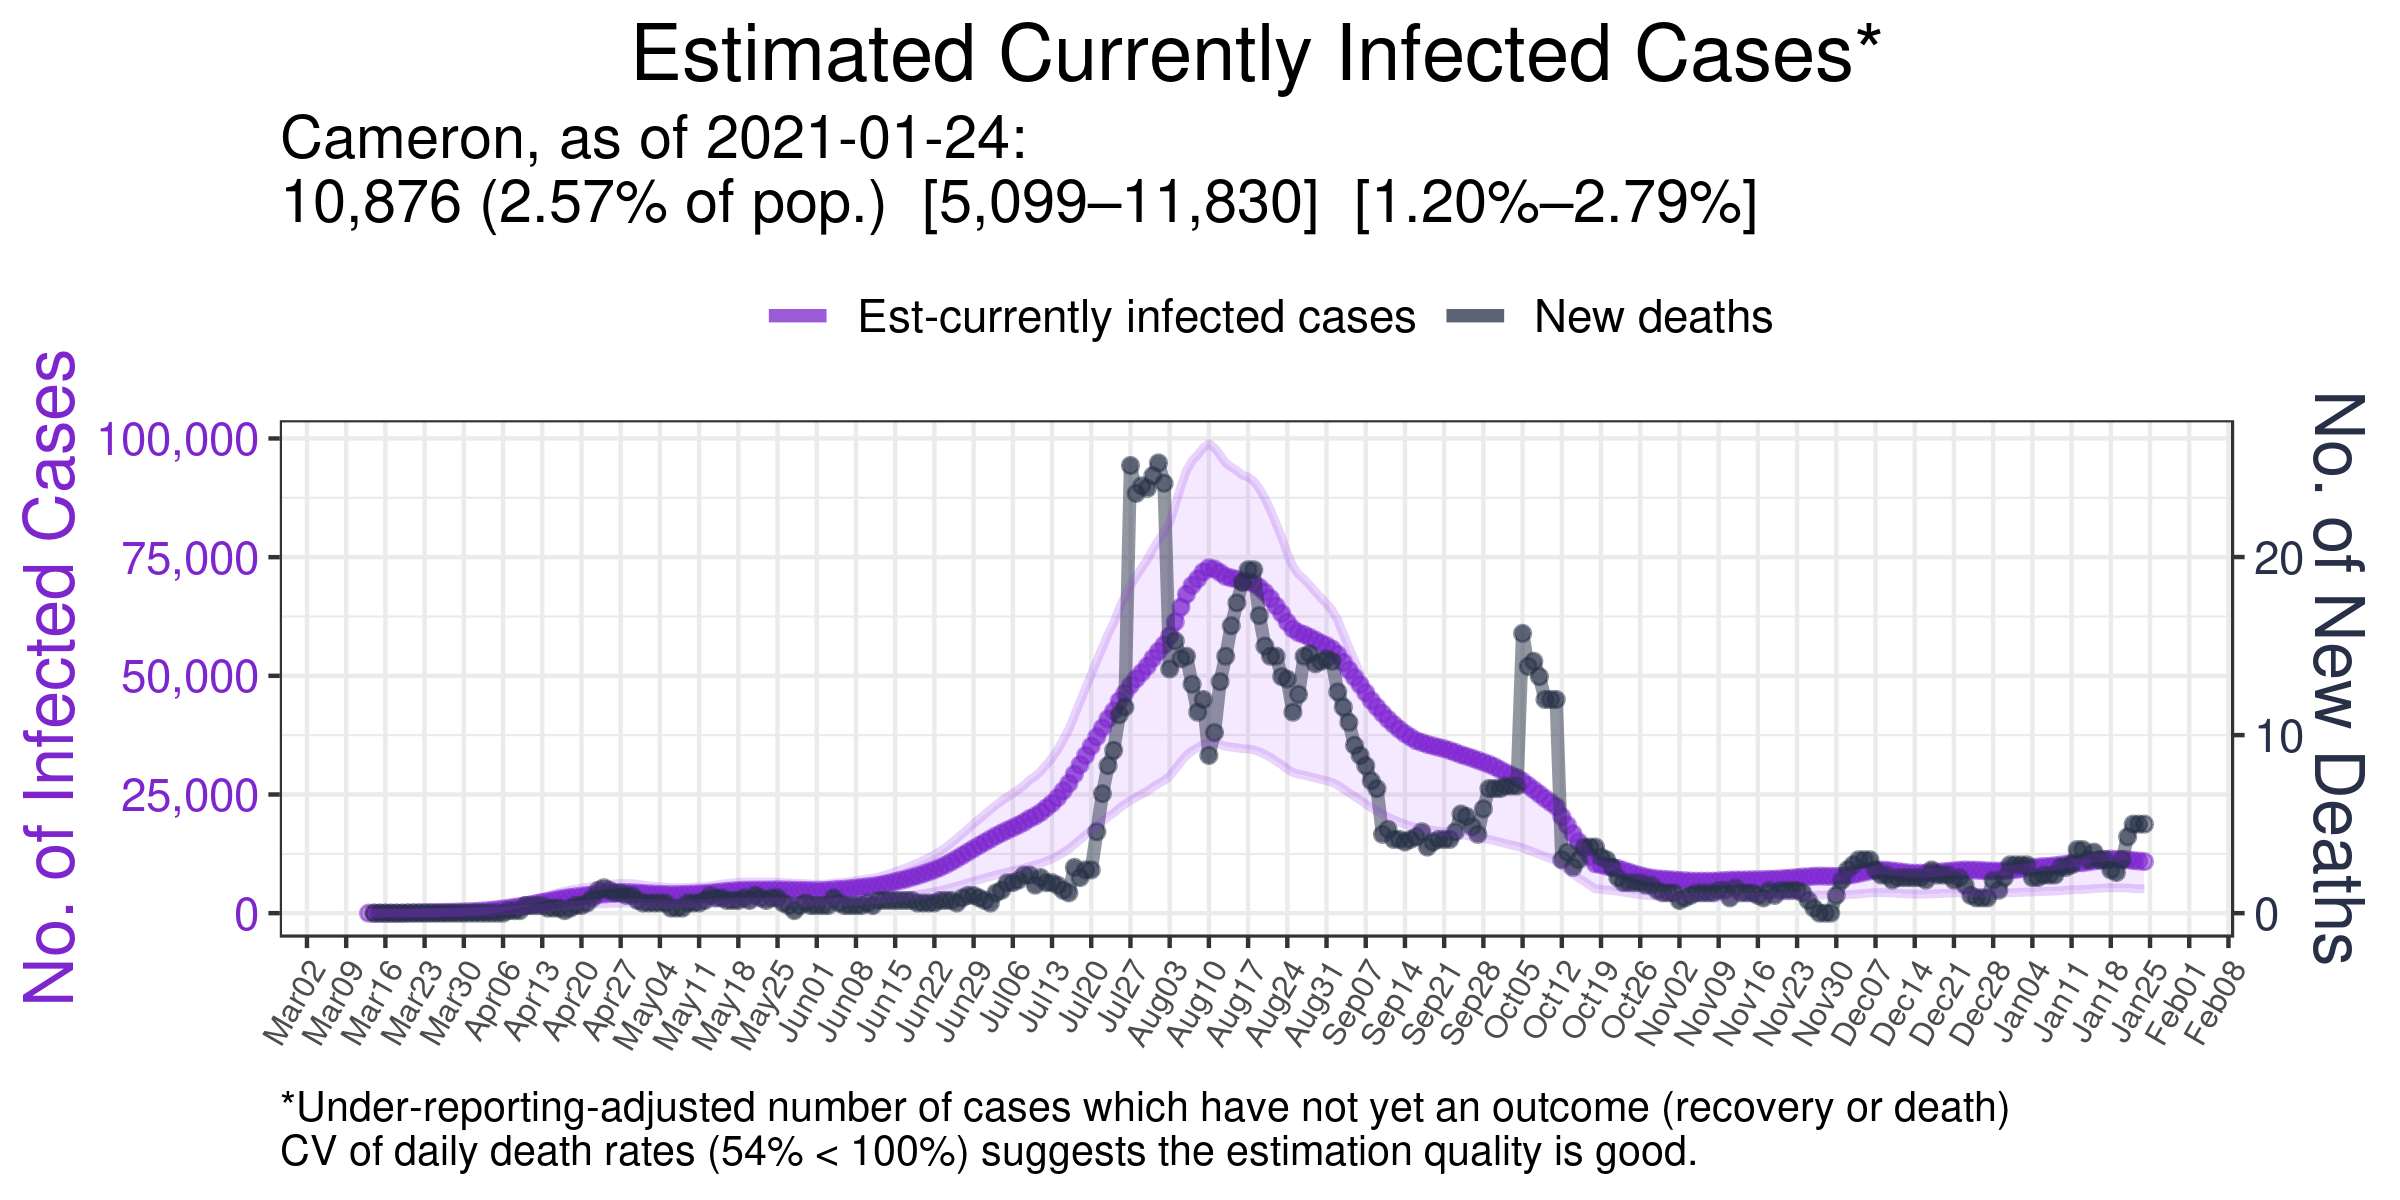 Estimated Currently Infected Cases*
Cameron, as of 2021-01-24:
10,876 (2.57% of pop.) [5,099–11,830] [1.20%–2.79%]
Est-currently infected cases
New deaths
No. of Infected Cases
100,000
75,000
50,000
25,000
0
No. of New Deaths
20
10
0
Mar02
Mar09
Mar16
Mar23
Mar30
Apr06
Apr13
Apr20
Apr27
May04
May11
May18
May25
Jun01
Jun08
Jun15
Jun22
Jun29
Jul06
Jul13
Jul20
Jul27
Aug03
Aug10
Aug17
Aug24
Aug31
Sep07
Sep14
Sep21
Sep28
Oct05
Oct12
Oct19
Oct26
Nov02
Nov09
Nov16
Nov23
Nov30
Dec07
Dec14
Dec21
Dec28
Jan04
Jan11
Jan18
Jan25
Feb01
Feb08
*Under-reporting-adjusted number of cases which have not yet an outcome (recovery or death)
CV of daily death rates (54% < 100%) suggests the estimation quality is good.